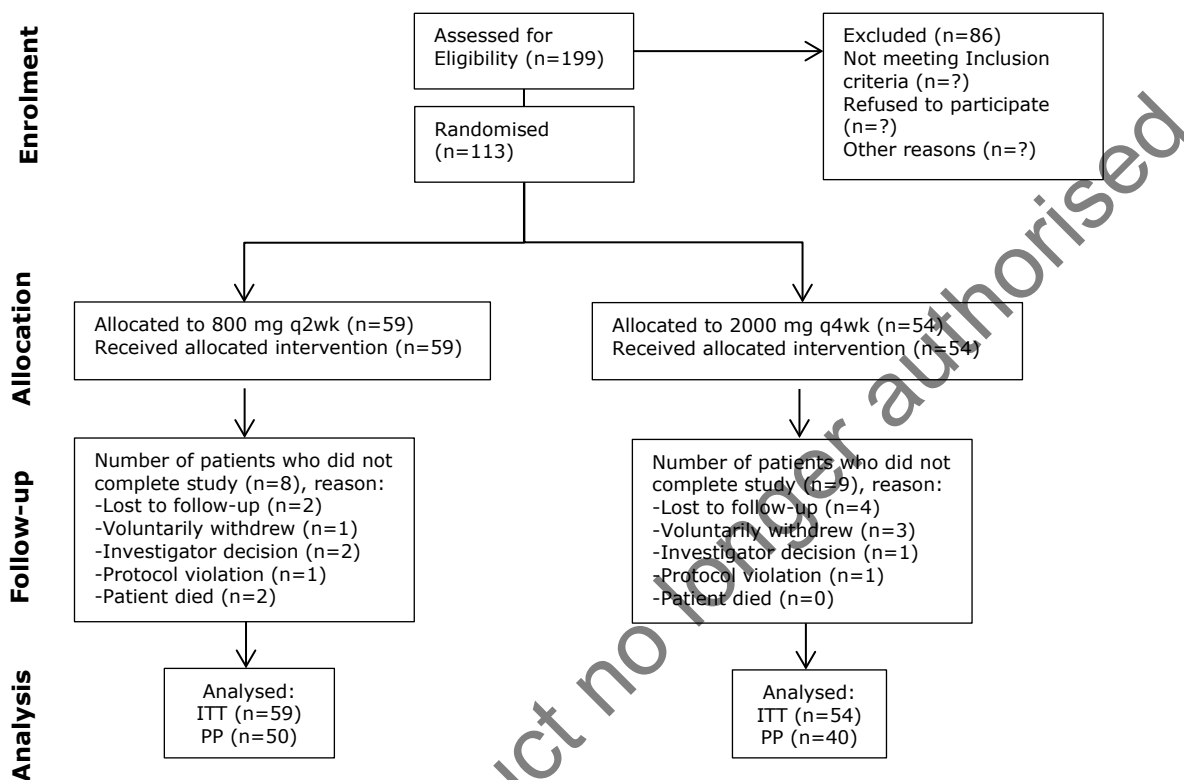 Enrolment
Assessed for
Eligibility (n=199)
Excluded (n=86)
Not meeting Inclusion
criteria (n=?)
Refused to participate
(n=?)
Other reasons (n=?)
Randomised
(n=113)
Allocation
Allocated to 800 mg q2wk (n=59)
Received allocated intervention (n=59)
Allocated to 2000 mg q4wk (n=54)
Received allocated intervention (n=54)
Follow-up
Number of patients who did not
complete study (n=8), reason:
-Lost to follow-up (n=2)
-Voluntarily withdrew (n=1)
-Investigator decision (n=2)
-Protocol violation (n=1)
-Patient died (n=2)
Number of patients who did not
complete study (n=9), reason:
-Lost to follow-up (n=4)
-Voluntarily withdrew (n=3)
-Investigator decision (n=1)
-Protocol violation (n=1)
-Patient died (n=0)
Analysis
Analysed:
ITT (n=59)
PP (n=50)
Analysed:
ITT (n=54)
PP (n=40)
uct no longer authorised